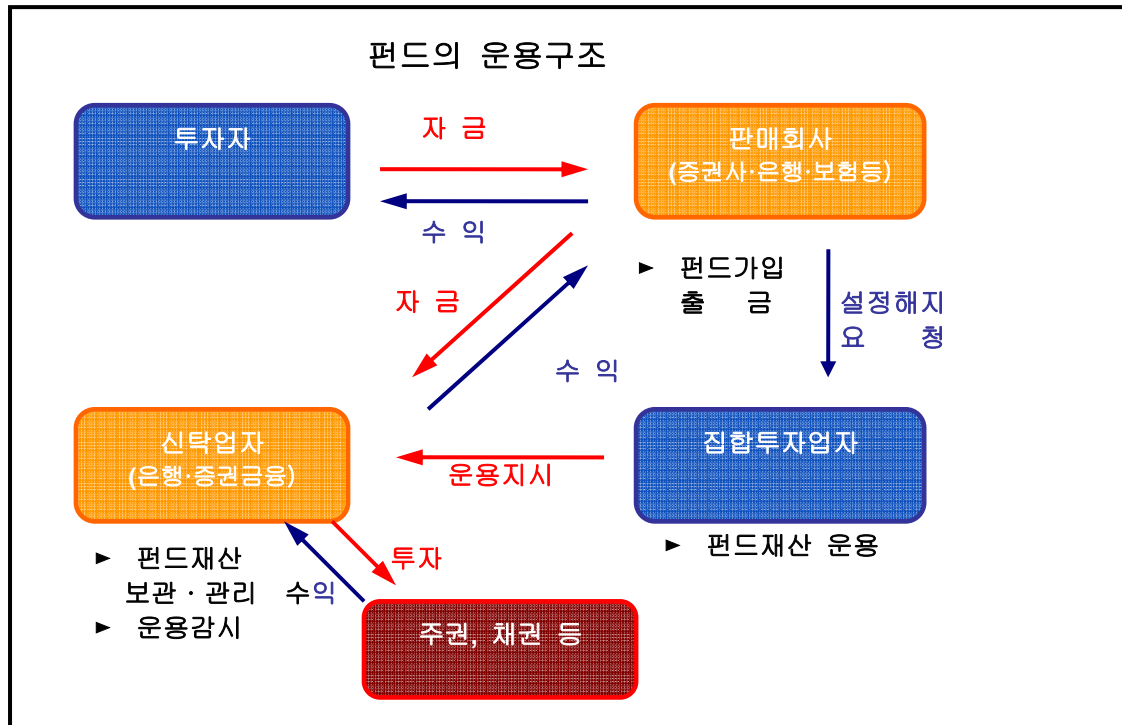 펀드의 운용구조
투자자
자 금
수 익
판매회사
(증권사·은행·보험등)
► 펀드가입
출 금
설정해지
요 청
자 금
수 익
신탁업자
(은행·증권금융)
운용지시
집합투자업자
► 펀드재산 운용
► 펀드재산
보관 · 관리
► 운용감시
수익
투자
주권, 채권 등